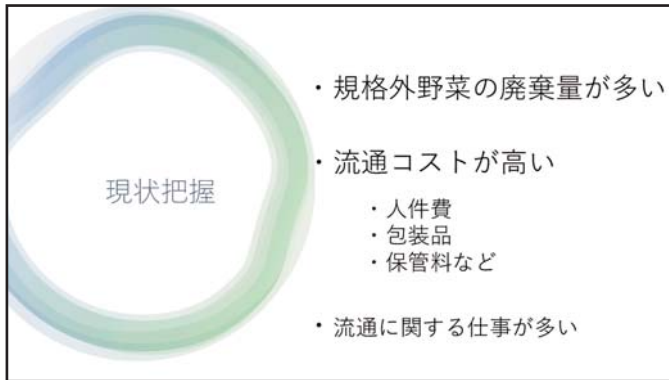 現状把握
・規格外野菜の廃棄量が多い
・流通コストが高い
・人件費
・包装品
・保管料など
・流通に関する仕事が多い